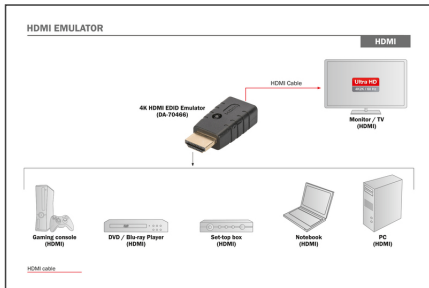 HDMI EMULATOR
HDMI
HDMI Cable
Ultra HD
4K HDMI EDID Emulator
(DA-70466)
Monitor / TV
(HDMI)
Gaming console
(HDMI)
DVD / Blu-ray Player
(HDMI)
Set-top box
(HDMI)
Notebook
(HDMI)
PC
(HDMI)
HDMI cable